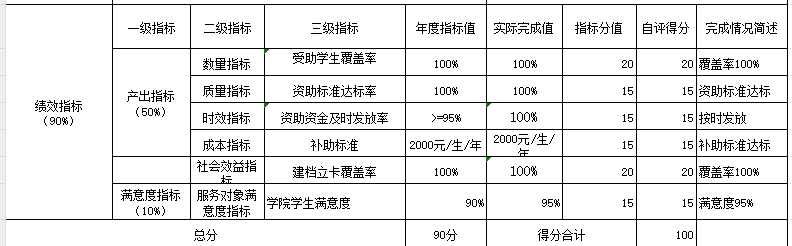 一级指标 二级指标 三级指标 年度指标值 实际完成值 指标分值 自评得分 完成情况简述
绩效指标
(90%)
产出指标
(50%)
数量指标 受助学生覆盖率 100% 100% 20 20 覆盖率100%
质量指标 资助标准达标率 100% 100% 15 15 资助标准达标
时效指标 资助资金及时发放率 >=95% 100% 15 15 按时发放
成本指标 补助标准 2000元/生/年 2000元/生/
年 15 15 补助标准达标
社会效益指
标 建档立卡覆盖率 100% 100% 20 20 覆盖率100%
满意度指标
(10%)
服务对象满
意度指标 学院学生满意度 90% 95% 15 15 满意度95%
总分 90分 得分合计 100